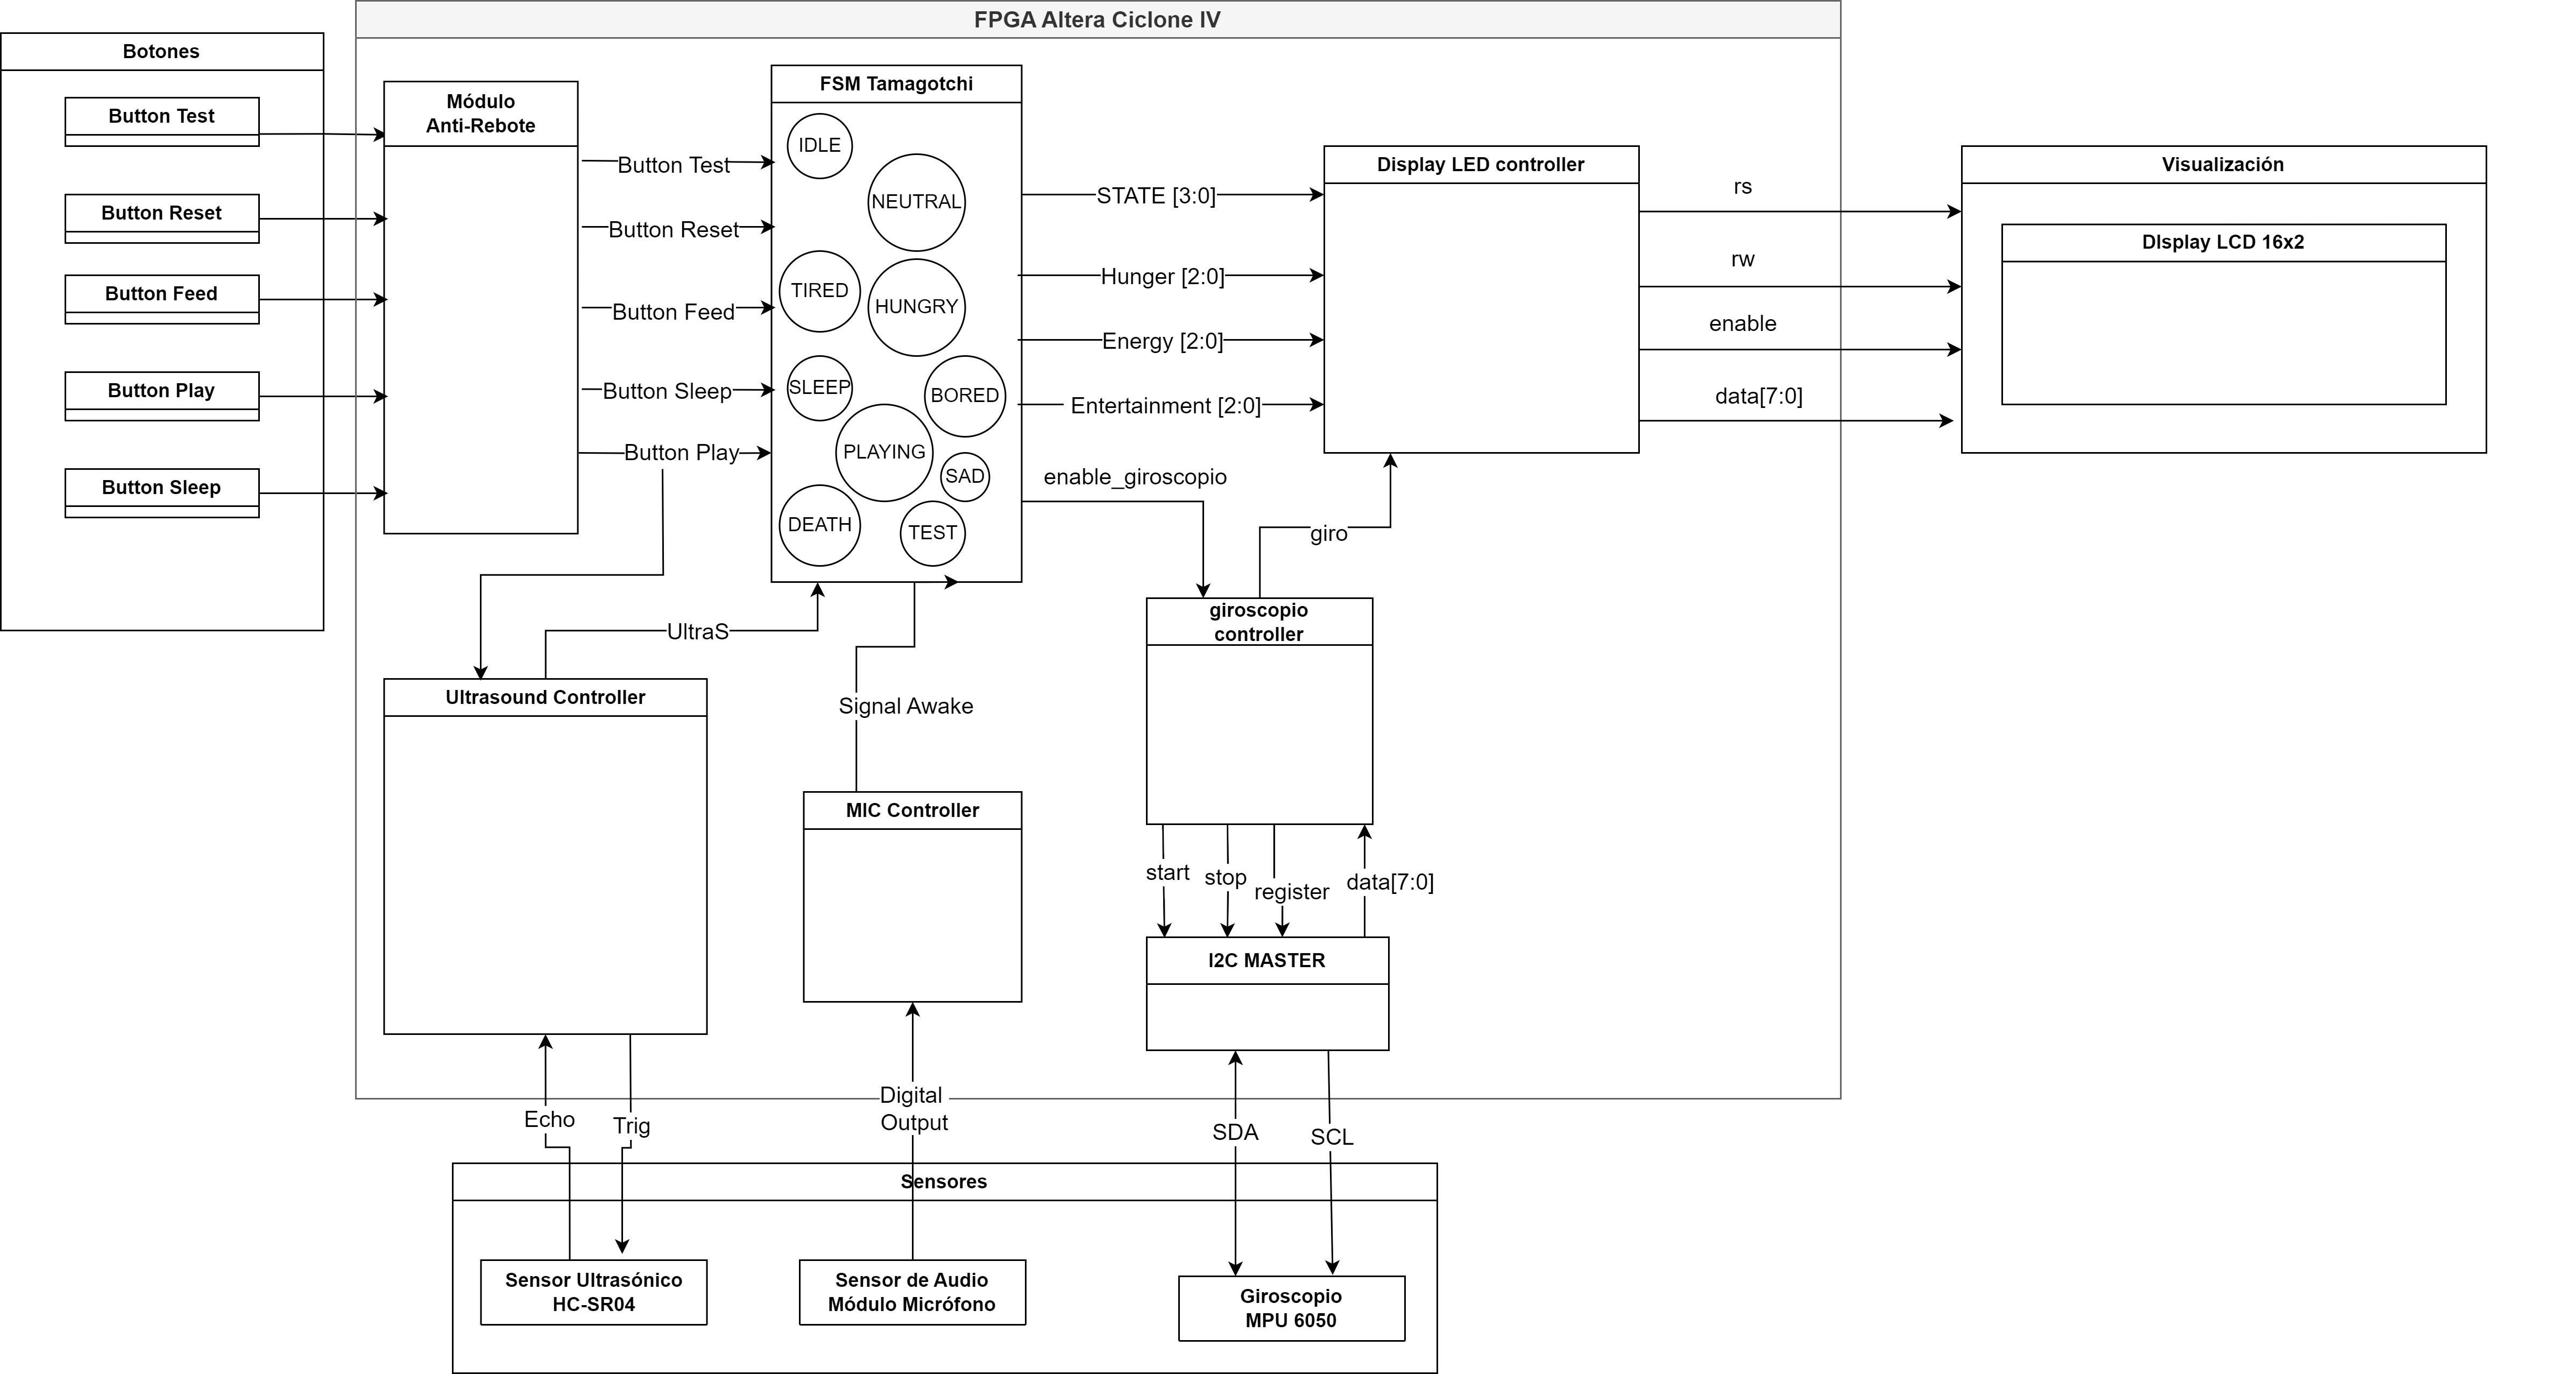 FPGA Altera Ciclone IV
Botones
Button Test
Button Reset
Button Feed
Button Play
Button Sleep
Módulo
Anti-Rebote
Button Test
Button Reset
Button Feed
Button Sleep
Button Play
FSM Tamagotchi
IDLE
NEUTRAL
TIRED
HUNGRY
SLEEP
BORED
PLAYING
SAD
DEATH
TEST
STATE [3:0]
Hunger [2:0]
Energy [2:0]
Entertainment [2:0]
enable_giroscopio
Display LED controller
rs
rw
enable
data[7:0]
Visualización
DIsplay LCD 16x2
giro
giroscopio
controller
UltraS
Signal Awake
Ultrasound Controller
MIC Controller
start
stop
register
data[7:0]
I2C MASTER
Echo
Trig
Digital
Output
SDA
SCL
Sensores
Sensor Ultrasónico
HC-SR04
Sensor de Audio
Módulo Micrófono
Giroscopio
MPU 6050